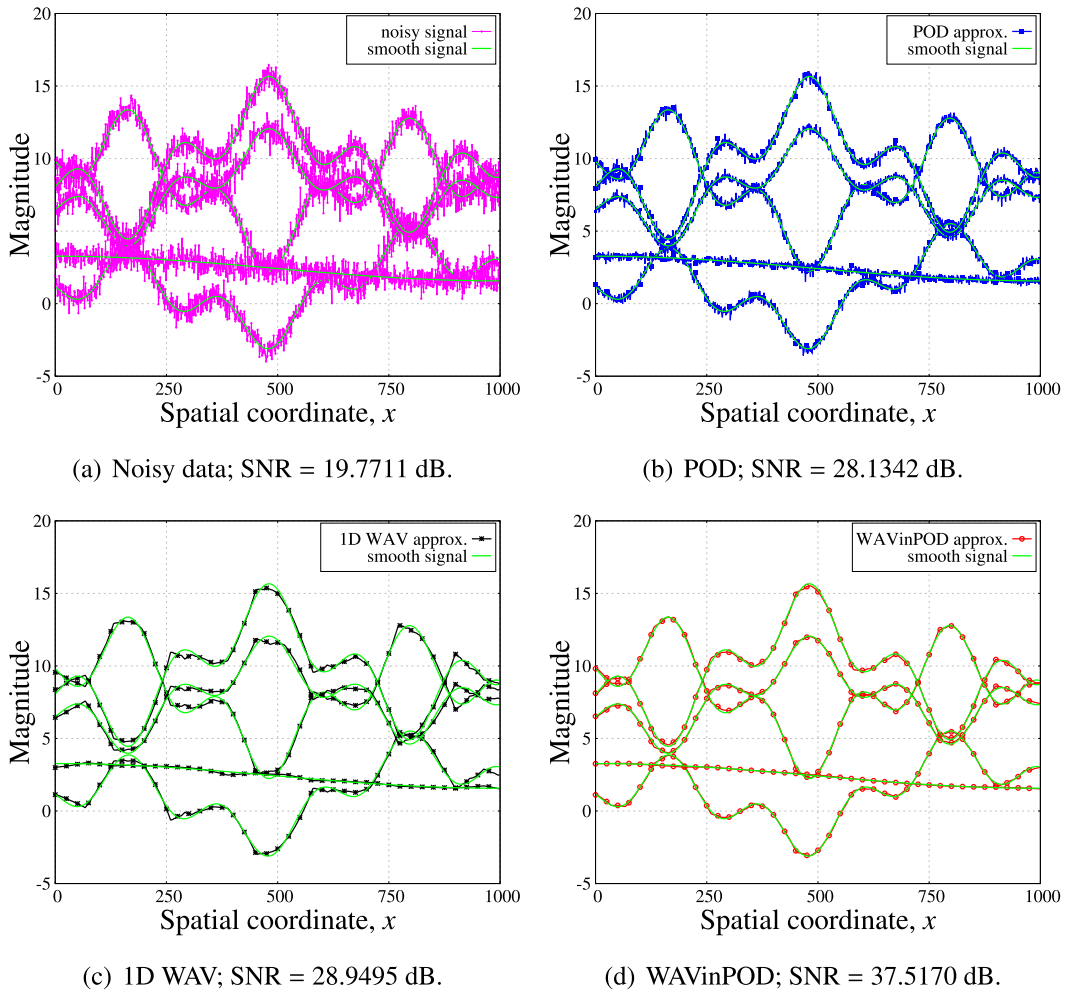 20
15
10
5
0
-5
Magnitude
noisy signal
smooth signal
0 250 500 750 1000
Spatial coordinate, x
(a) Noisy data; SNR = 19.7711 dB.
20
15
10
5
0
-5
Magnitude
POD approx.
smooth signal
0 250 500 750 1000
Spatial coordinate, x
(b) POD; SNR = 28.1342 dB.
20
15
10
5
0
-5
Magnitude
1D WAV approx.
smooth signal
0 250 500 750 1000
Spatial coordinate, x
(c) 1D WAV; SNR = 28.9495 dB.
20
15
10
5
0
-5
Magnitude
WAVinPOD approx.
smooth signal
0 250 500 750 1000
Spatial coordinate, x
(d) WAVinPOD; SNR = 37.5170 dB.